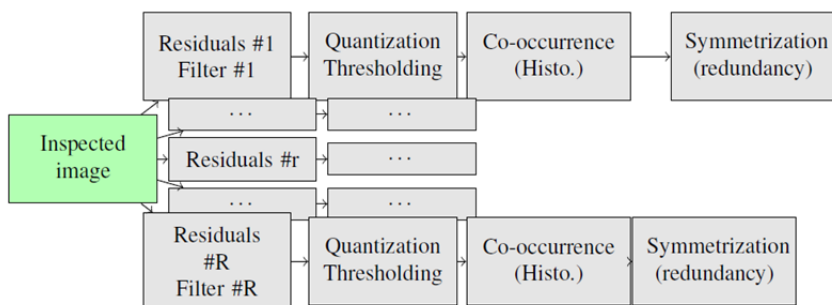 Residuals #1
Filter #1
Quantization
Thresholding
Co-occurrence
(Histo.)
Symmetrization
(redundancy)
· · ·
· · ·
Inspected
image
Residuals #r
· · ·
· · ·
· · ·
Residuals
#R
Filter #R
Quantization
Thresholding
Co-occurrence
(Histo.)
Symmetrization
(redundancy)